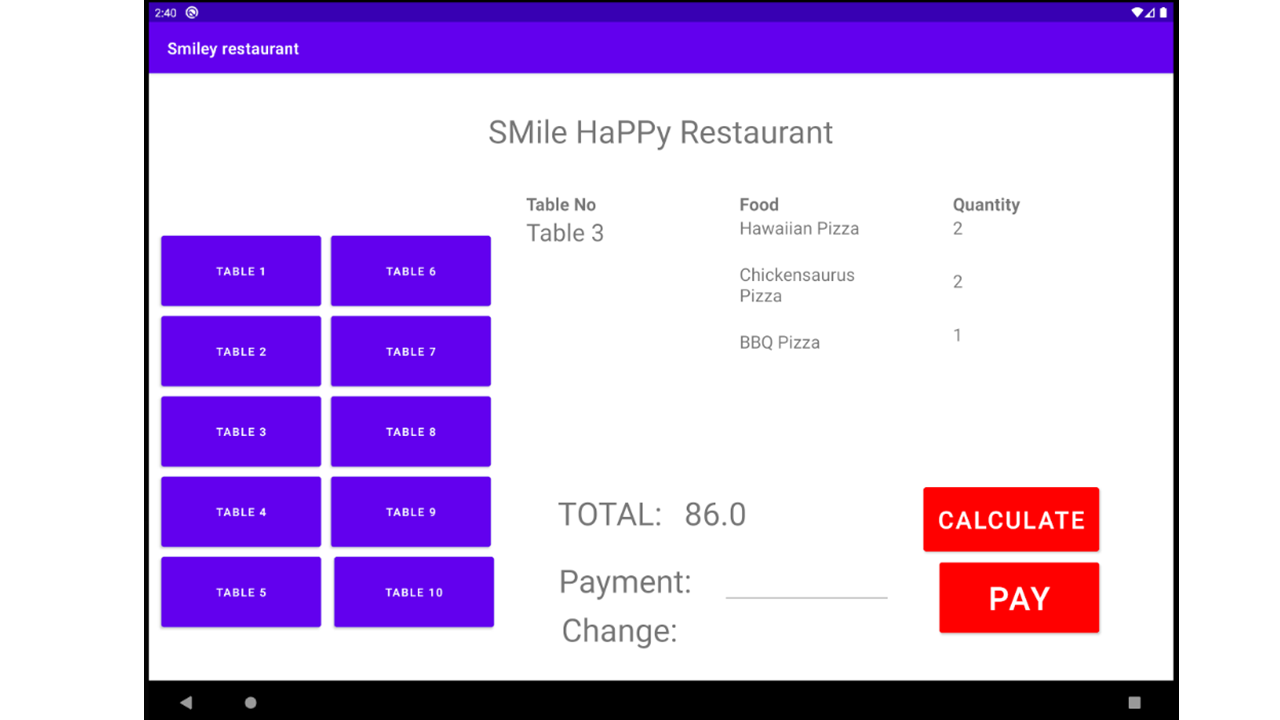 2:40
Smiley restaurant
SMile HaPPy Restaurant
Table No Food Quantity
Table 3 Hawaiian Pizza 2
Chickensaurus
Pizza 2
BBQ Pizza 1
TABLE 1 TABLE 6
TABLE 2 TABLE 7
TABLE 3 TABLE 8
TABLE 4 TABLE 9
TABLE 5 TABLE 10
TOTAL: 86.0
CALCULATE
Payment:
PAY
Change: